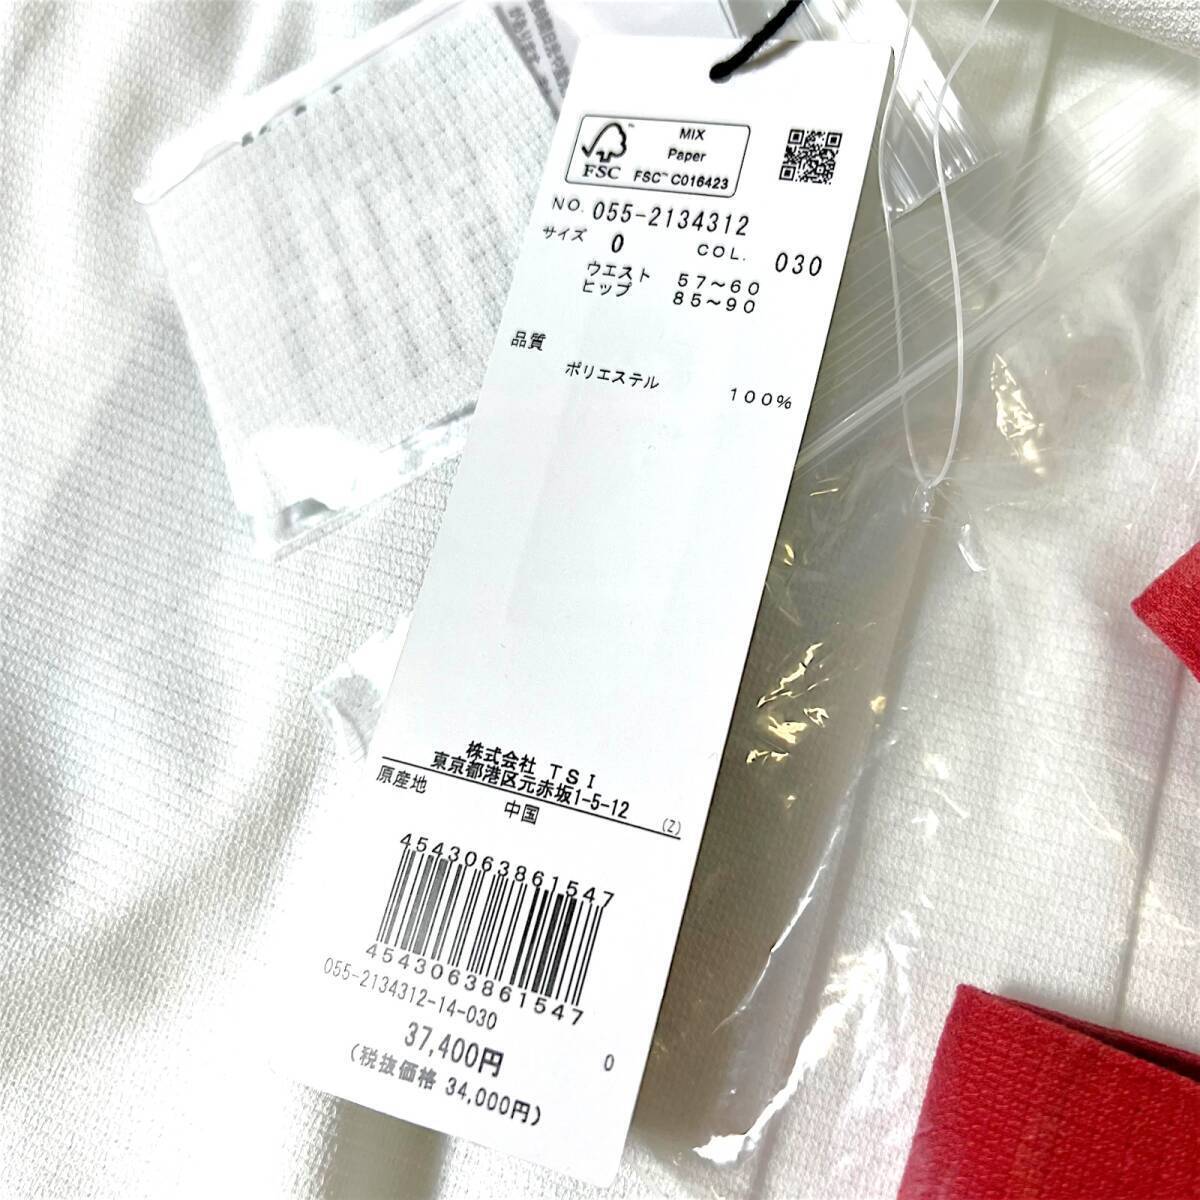 MIX
Paper
FSC™ FSC™ C016423
NO. 055-2134312
サイズ 0 COL. 030
ウエスト 57～60
ヒップ 85～90
品質
ポリエステル 100%
株式会社 TSI
東京都港区元赤坂1-5-12
原産地 中国 (Z)
4543063861547
4543063861547
055-2134312-14-030
37,400円 0
(税抜価格 34,000円)